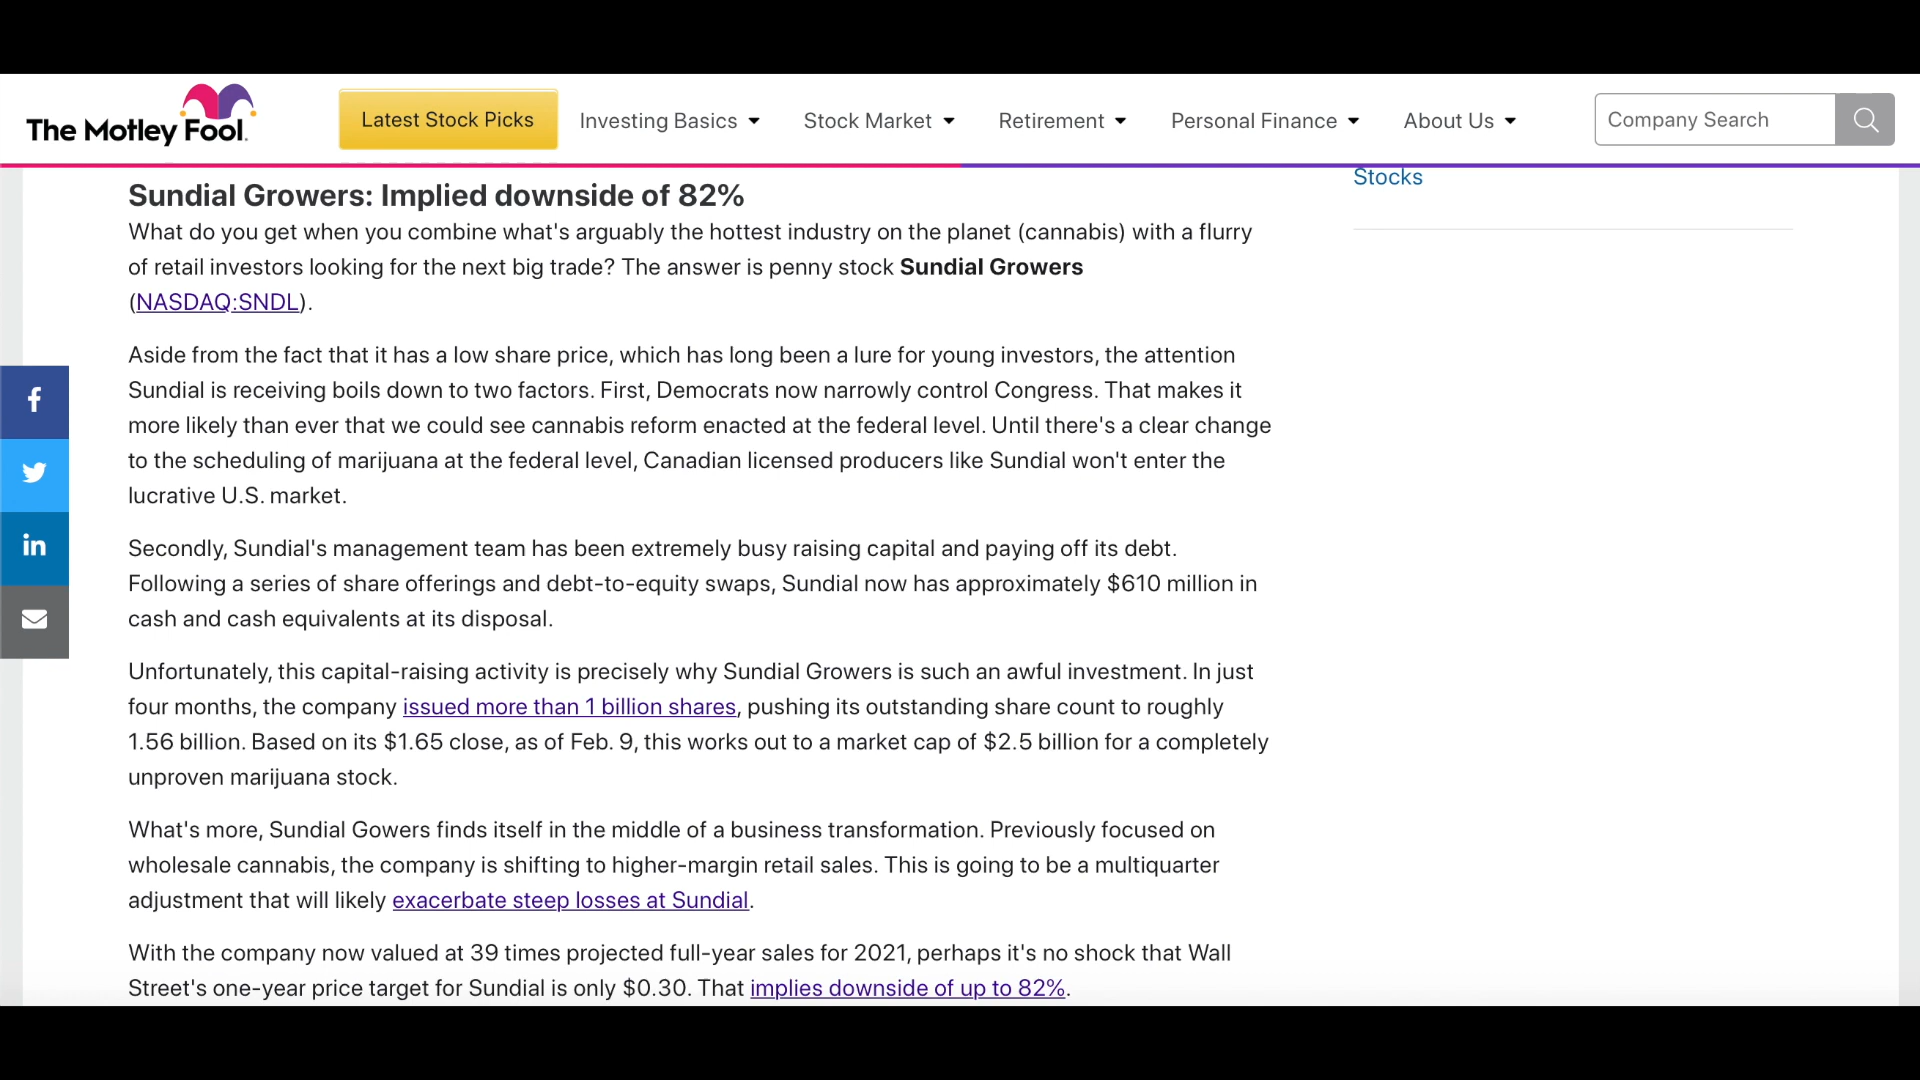 The Motley Fool.
Latest Stock Picks
Investing Basics
Stock Market
Retirement
Personal Finance
About Us
Company Search
Stocks
Sundial Growers: Implied downside of 82%
What do you get when you combine what's arguably the hottest industry on the planet (cannabis) with a flurry
of retail investors looking for the next big trade? The answer is penny stock Sundial Growers
(NASDAQ:SNDL).
Aside from the fact that it has a low share price, which has long been a lure for young investors, the attention
Sundial is receiving boils down to two factors. First, Democrats now narrowly control Congress. That makes it
more likely than ever that we could see cannabis reform enacted at the federal level. Until there's a clear change
to the scheduling of marijuana at the federal level, Canadian licensed producers like Sundial won't enter the
lucrative U.S. market.
Secondly, Sundial's management team has been extremely busy raising capital and paying off its debt.
Following a series of share offerings and debt-to-equity swaps, Sundial now has approximately $610 million in
cash and cash equivalents at its disposal.
Unfortunately, this capital-raising activity is precisely why Sundial Growers is such an awful investment. In just
four months, the company issued more than 1 billion shares, pushing its outstanding share count to roughly
1.56 billion. Based on its $1.65 close, as of Feb. 9, this works out to a market cap of $2.5 billion for a completely
unproven marijuana stock.
What's more, Sundial Gowers finds itself in the middle of a business transformation. Previously focused on
wholesale cannabis, the company is shifting to higher-margin retail sales. This is going to be a multiquarter
adjustment that will likely exacerbate steep losses at Sundial.
With the company now valued at 39 times projected full-year sales for 2021, perhaps it's no shock that Wall
Street's one-year price target for Sundial is only $0.30. That implies downside of up to 82%.